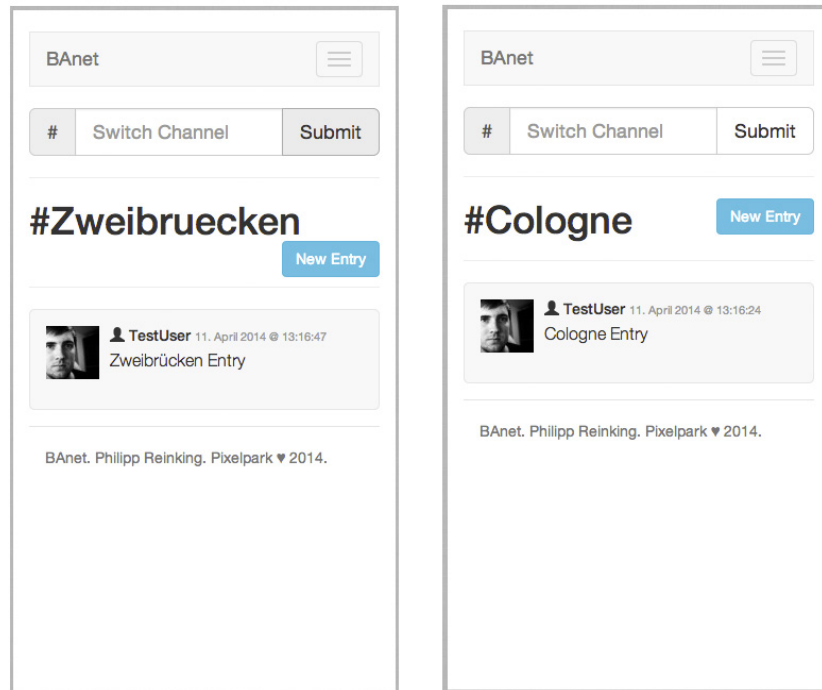 BAnet
# Switch Channel Submit
#Zweibruecken
New Entry
TestUser 11. April 2014 @ 13:16:47
Zweibrücken Entry
BAnet. Philipp Reinking. Pixelpark ♥ 2014.
BAnet
# Switch Channel Submit
#Cologne New Entry
TestUser 11. April 2014 @ 13:16:24
Cologne Entry
BAnet. Philipp Reinking. Pixelpark ♥ 2014.